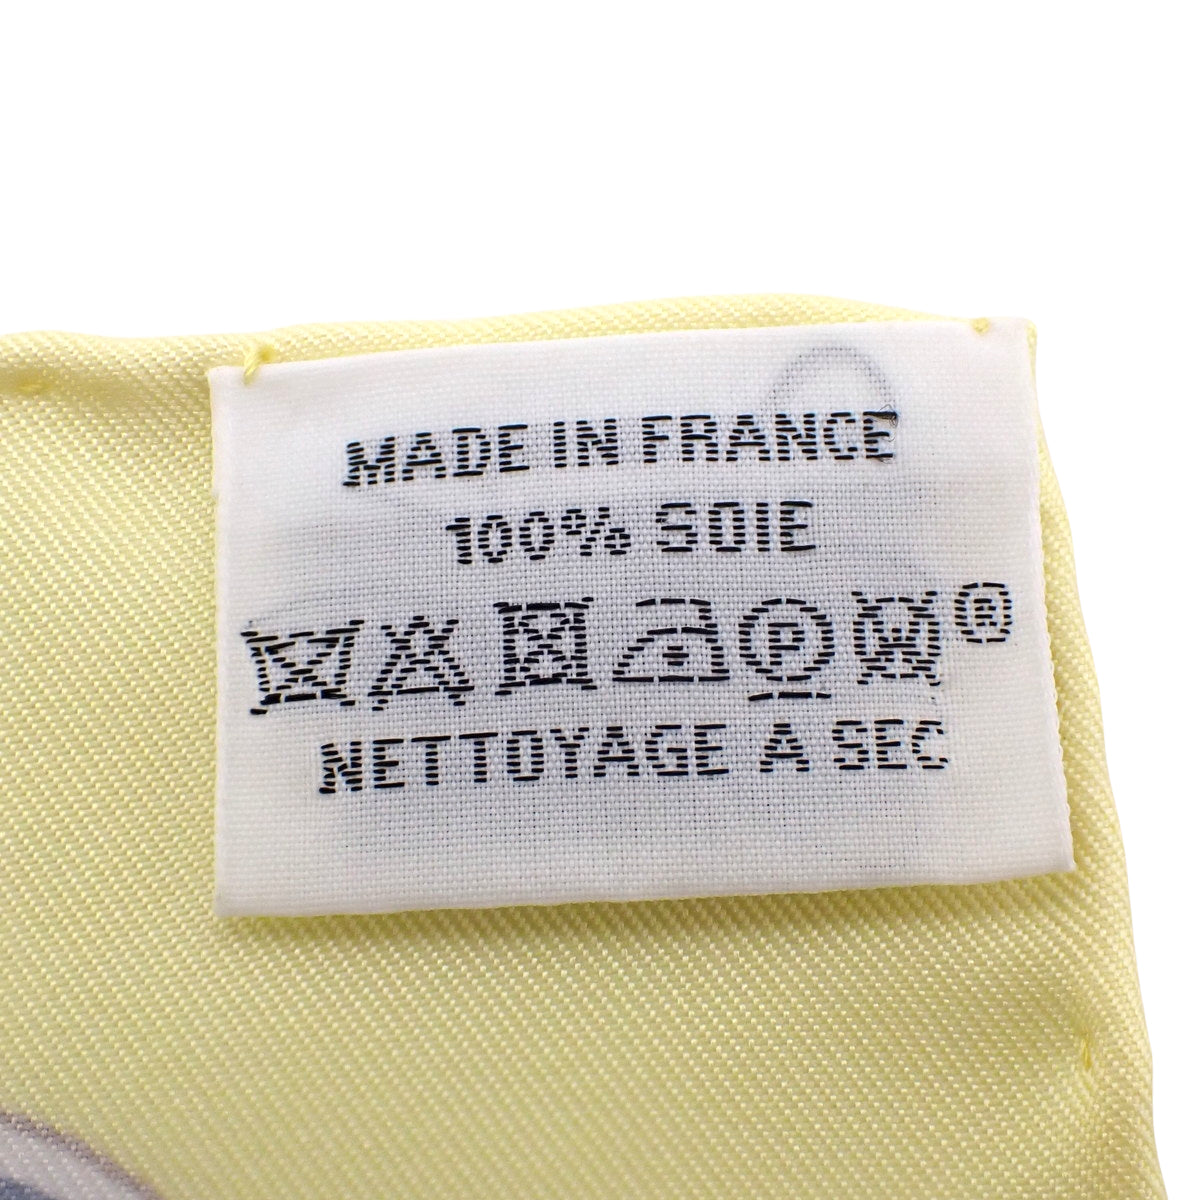 MADE IN FRANCE
100% SOIE
P W ®
NETTOYAGE A SEC